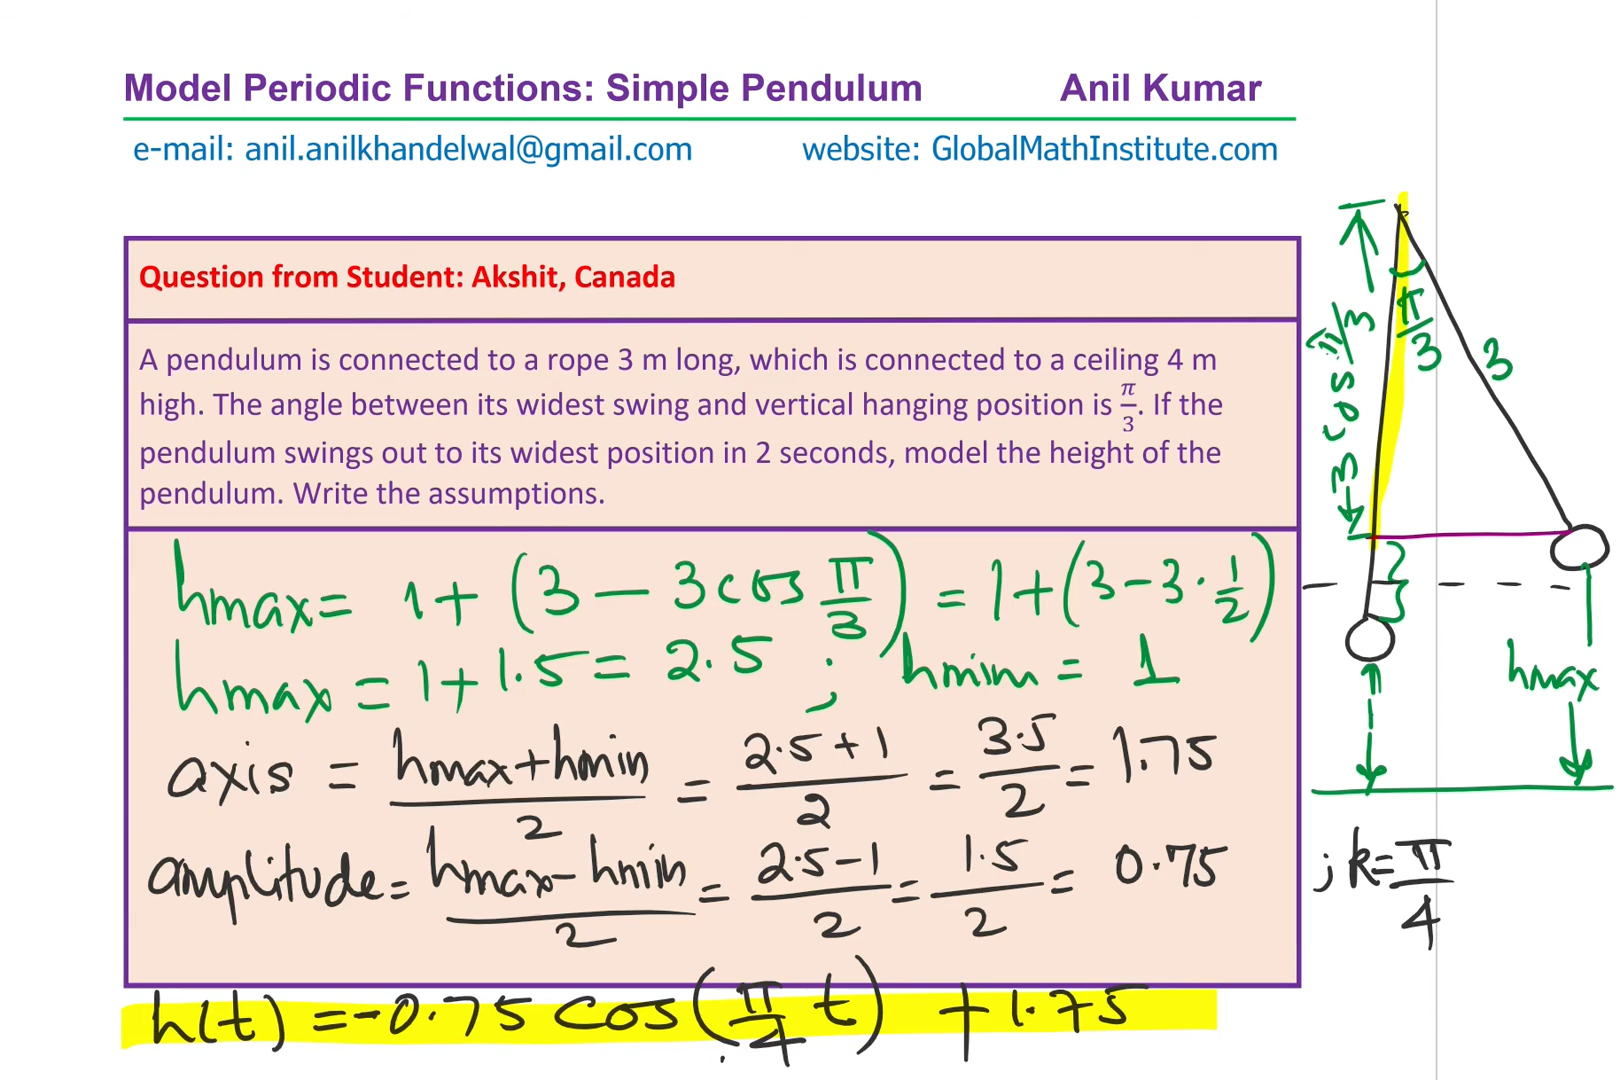 Model Periodic Functions: Simple Pendulum Anil Kumar
e-mail: anil.anilkhandelwal@gmail.com website: GlobalMathInstitute.com
Question from Student: Akshit, Canada
A pendulum is connected to a rope 3 m long, which is connected to a ceiling 4 m
high. The angle between its widest swing and vertical hanging position is π/3. If the
pendulum swings out to its widest position in 2 seconds, model the height of the
pendulum. Write the assumptions.
hmax = 1 + (3 - 3 cos π/3) = 1 + (3 - 3 · 1/2)
hmax = 1 + 1.5 = 2.5 ; hmin = 1
axis = (hmax + hmin)/2 = (2.5 + 1)/2 = 3.5/2 = 1.75
amplitude = (hmax - hmin)/2 = (2.5 - 1)/2 = 1.5/2 = 0.75 ; k = π/4
h(t) = -0.75 cos (π/4 t) + 1.75
3 cos π/3
π/3
3
hmax